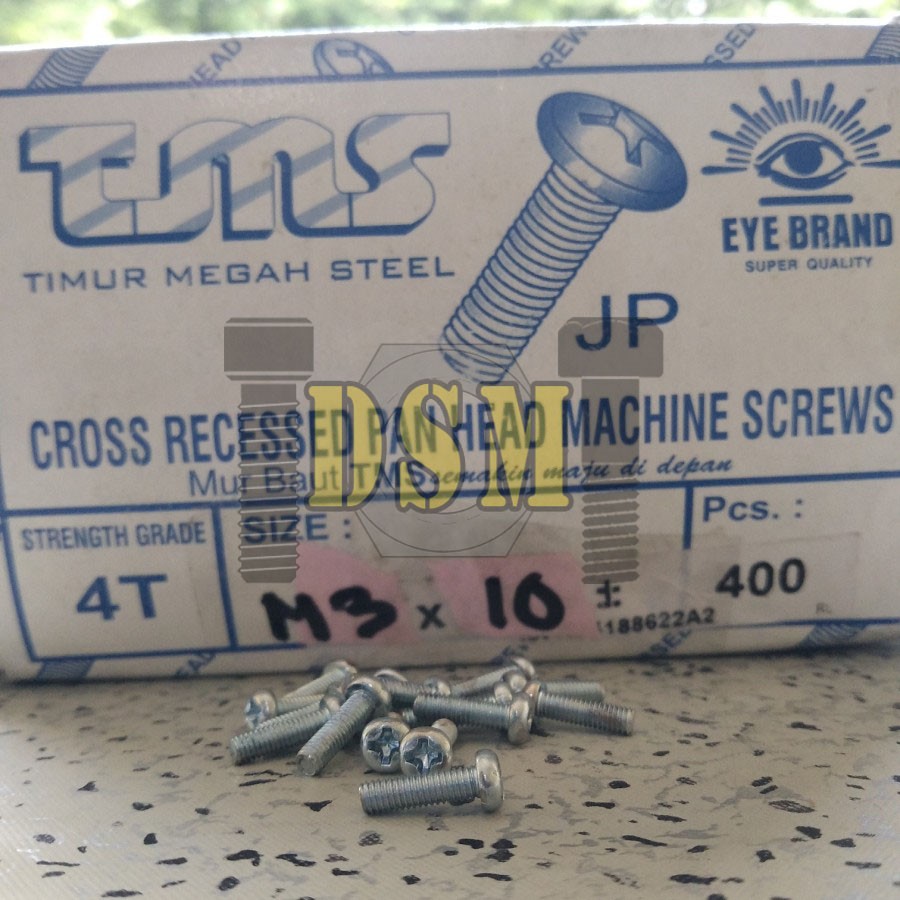 TMS
TIMUR MEGAH STEEL
EYE BRAND
SUPER QUALITY
JP
CROSS RECESSED PAN HEAD MACHINE SCREWS
Mur Baut TMS semakin maju di depan
DSM
STRENGTH GRADE
4T
SIZE :
M3 x 10
Pcs. :
400
188622A2